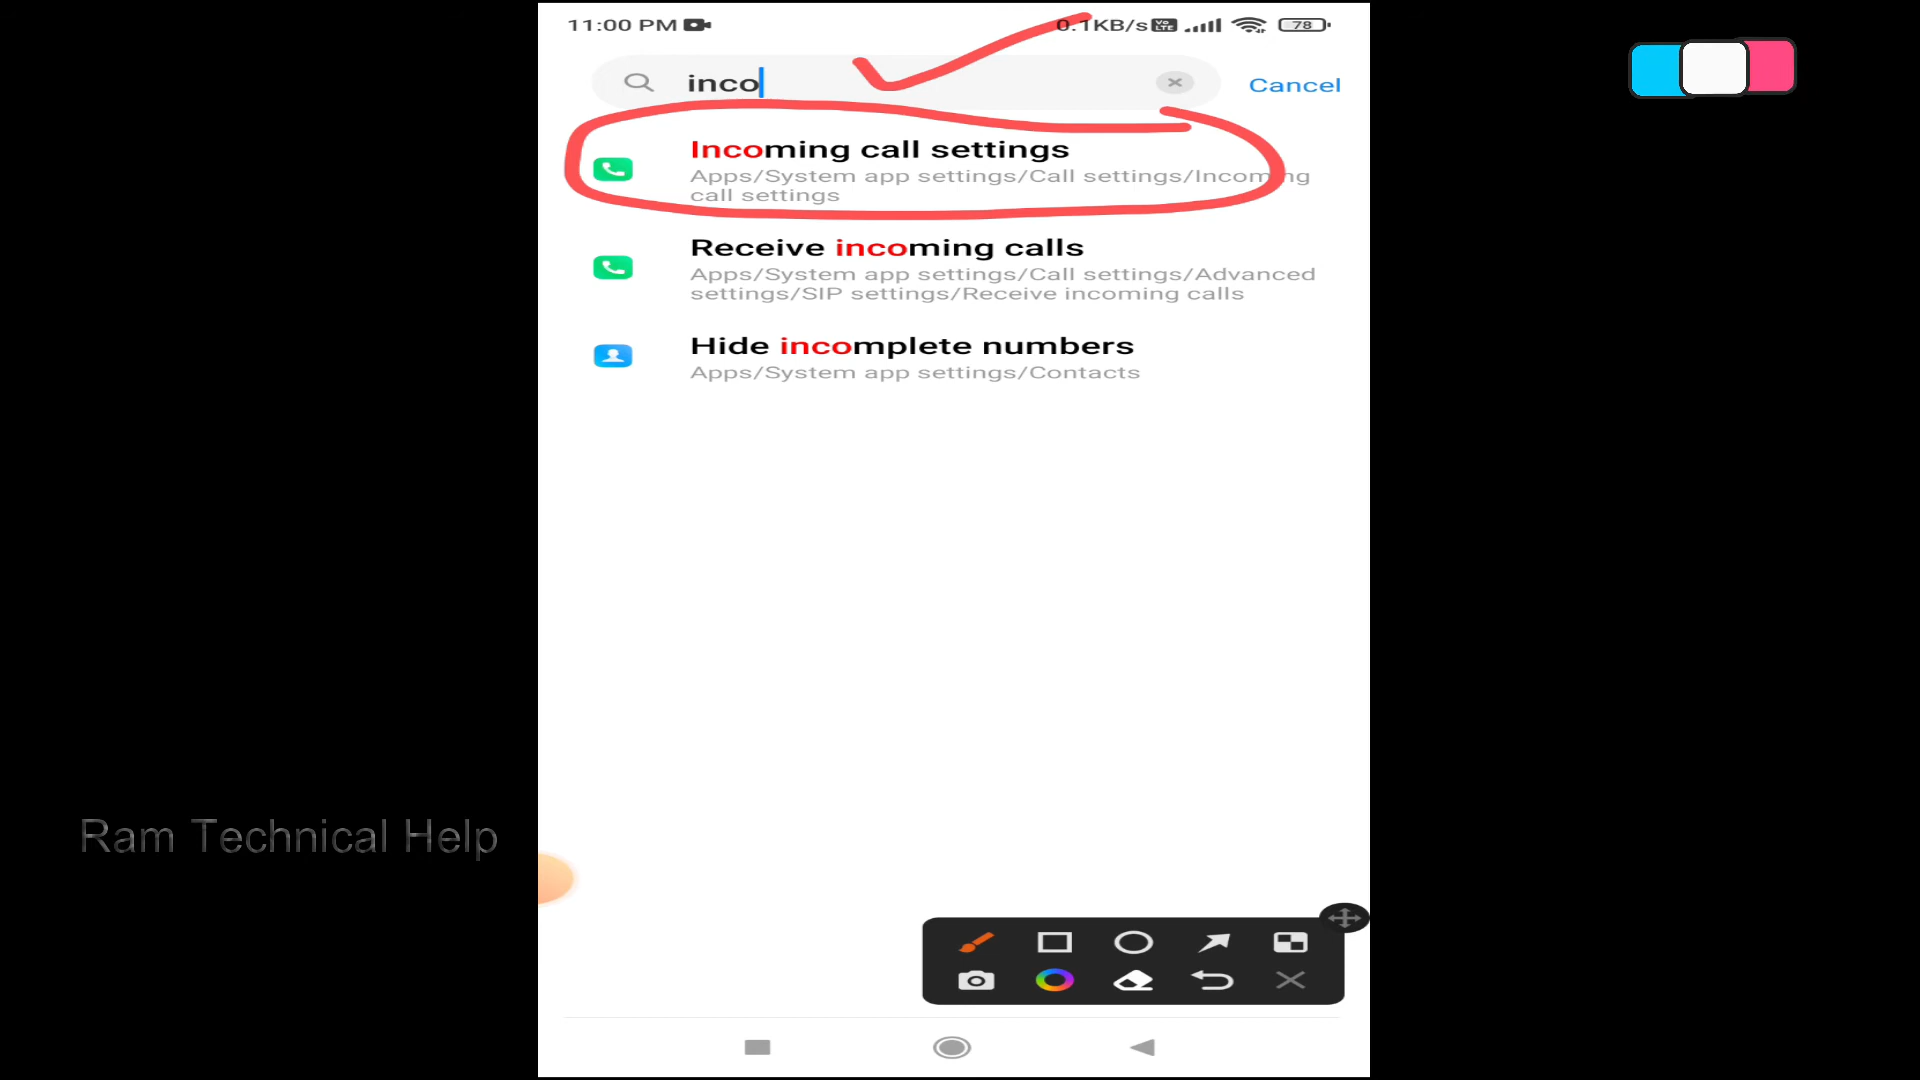 11:00 PM 0.1KB/s Vo LTE 78
inco Cancel
Incoming call settings
Apps/System app settings/Call settings/Incoming
call settings
Receive incoming calls
Apps/System app settings/Call settings/Advanced
settings/SIP settings/Receive incoming calls
Hide incomplete numbers
Apps/System app settings/Contacts
Ram Technical Help